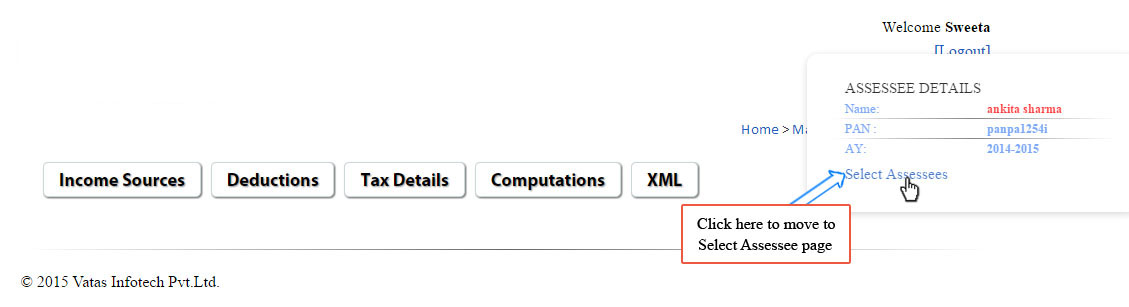 Welcome Sweeta
[Logout]
ASSESSEE DETAILS
Name: ankita sharma
PAN : panpa1254i
AY: 2014-2015
Select Assessees
Home >
Income Sources Deductions Tax Details Computations XML
Click here to move to
Select Assessee page
© 2015 Vatas Infotech Pvt.Ltd.